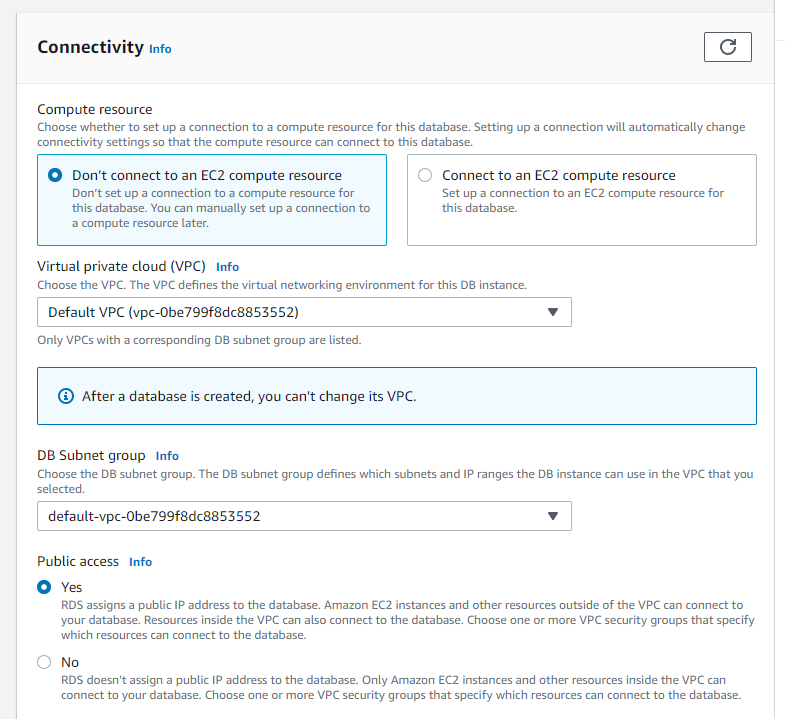 Connectivity Info
Compute resource
Choose whether to set up a connection to a compute resource for this database. Setting up a connection will automatically change
connectivity settings so that the compute resource can connect to this database.
Don't connect to an EC2 compute resource
Don't set up a connection to a compute resource for
this database. You can manually set up a connection to
a compute resource later.
Connect to an EC2 compute resource
Set up a connection to an EC2 compute resource for
this database.
Virtual private cloud (VPC) Info
Choose the VPC. The VPC defines the virtual networking environment for this DB instance.
Default VPC (vpc-0be799f8dc8853552)
Only VPCs with a corresponding DB subnet group are listed.
After a database is created, you can't change its VPC.
DB Subnet group Info
Choose the DB subnet group. The DB subnet group defines which subnets and IP ranges the DB instance can use in the VPC that you
selected.
default-vpc-0be799f8dc8853552
Public access Info
Yes
RDS assigns a public IP address to the database. Amazon EC2 instances and other resources outside of the VPC can connect to
your database. Resources inside the VPC can also connect to the database. Choose one or more VPC security groups that specify
which resources can connect to the database.
No
RDS doesn't assign a public IP address to the database. Only Amazon EC2 instances and other resources inside the VPC can
connect to your database. Choose one or more VPC security groups that specify which resources can connect to the database.